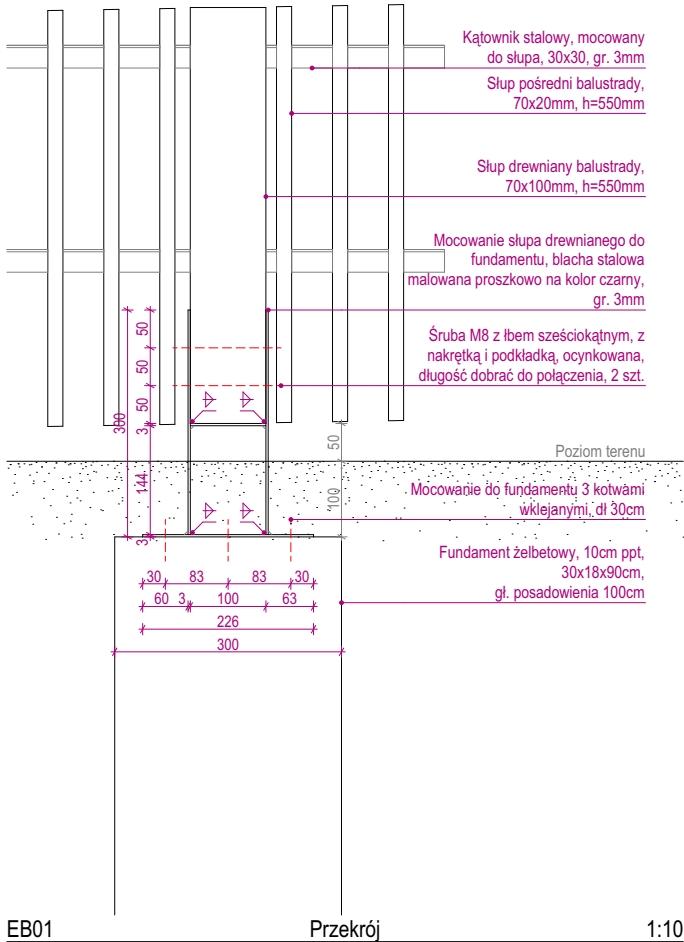 Kątownik stalowy, mocowany
do słupa, 30x30, gr. 3mm
Słup pośredni balustrady,
70x20mm, h=550mm
Słup drewniany balustrady,
70x100mm, h=550mm
Mocowanie słupa drewnianego do
fundamentu, blacha stalowa
malowana proszkowo na kolor czarny,
gr. 3mm
Śruba M8 z łbem sześciokątnym, z
nakrętką i podkładką, ocynkowana,
długość dobrać do połączenia, 2 szt.
50
50
50
3
300
144
3
50
100
Poziom terenu
Mocowanie do fundamentu 3 kotwami
wklejanymi, dł 30cm
Fundament żelbetowy, 10cm ppt,
30x18x90cm,
gł. posadowienia 100cm
30 83 83 30
60 3 100 63
226
300
EB01 Przekrój 1:10